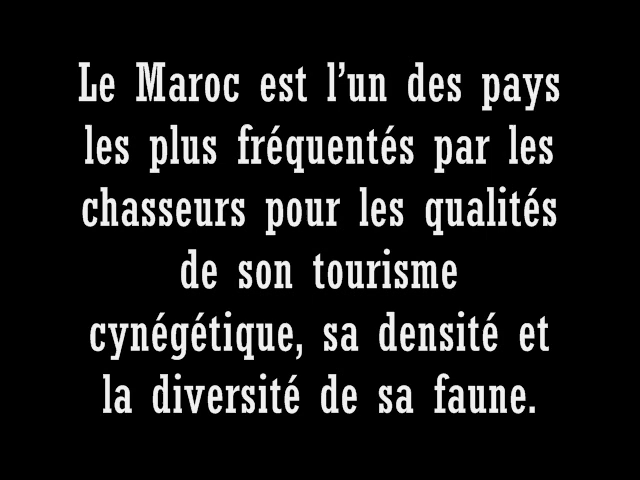 Le Maroc est l’un des pays
les plus fréquentés par les
chasseurs pour les qualités
de son tourisme
cynégétique, sa densité et
la diversité de sa faune.